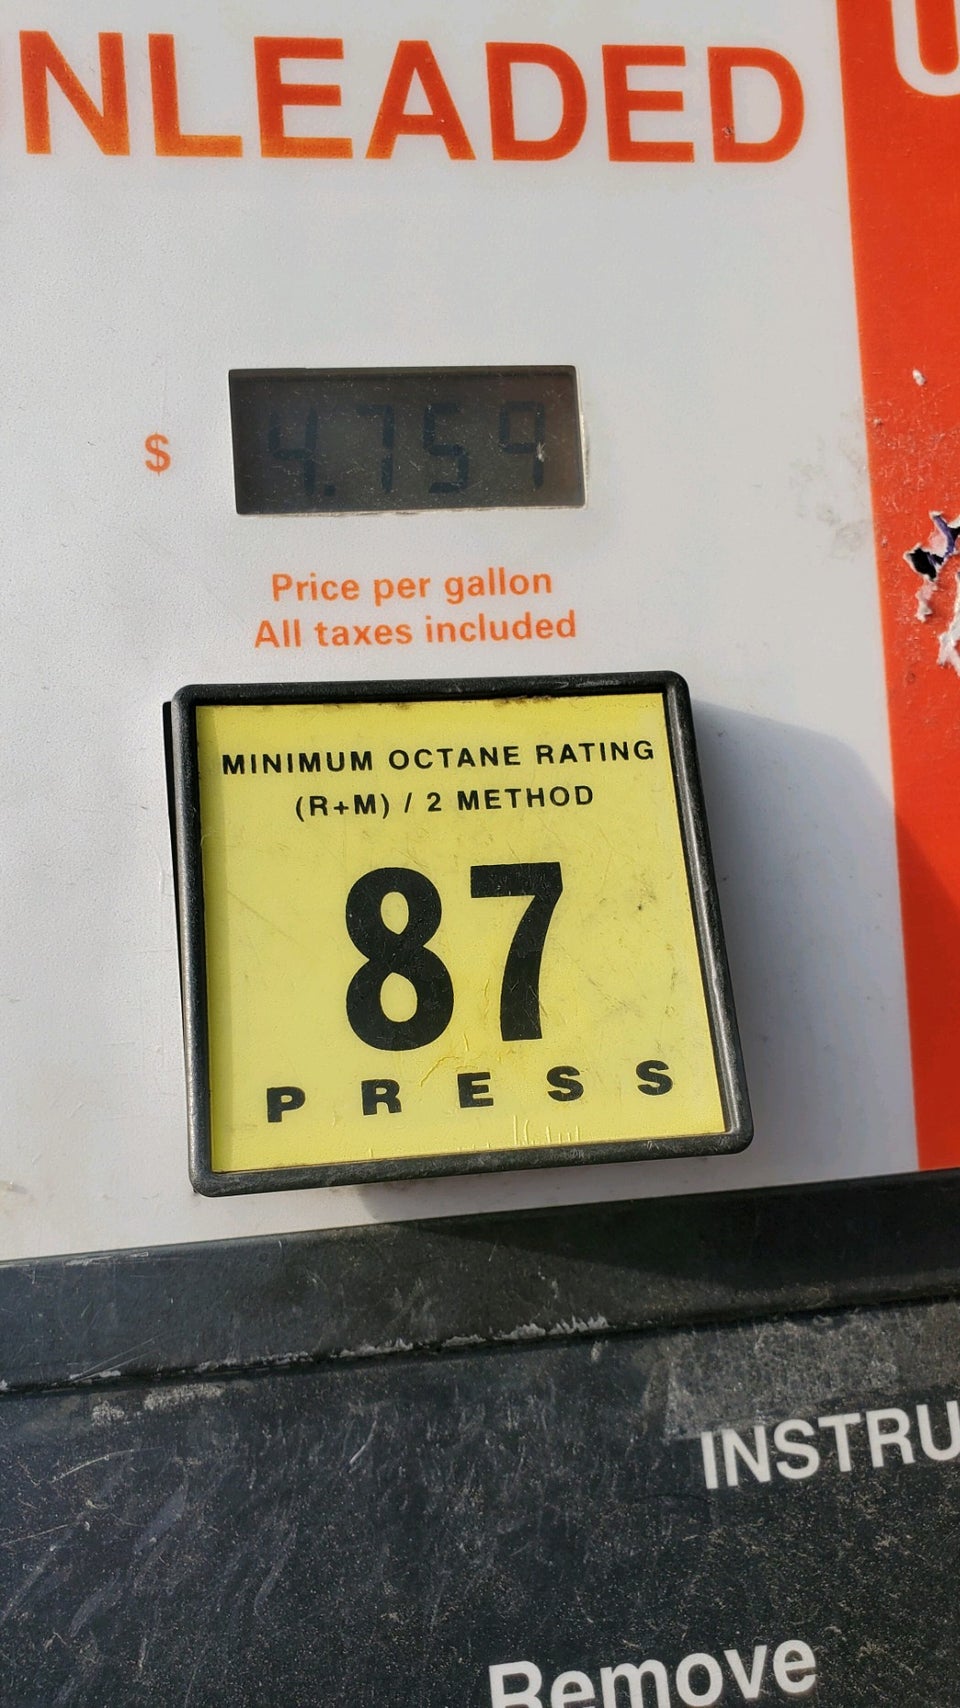 NLEADED
U
$ 4.759
Price per gallon
All taxes included
MINIMUM OCTANE RATING
(R+M) / 2 METHOD
87
PRESS
INSTRU
Remove